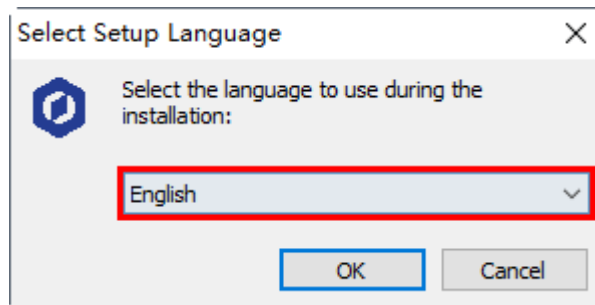 Select Setup Language
Select the language to use during the
installation:
English
OK
Cancel